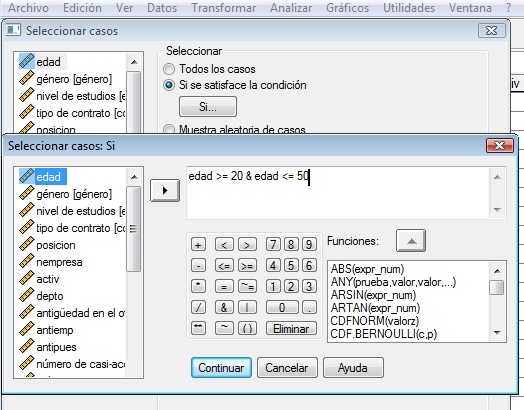 Archivo Edición Ver Datos Transformar Analizar Gráficos Utilidades Ventana ?
Seleccionar casos
edad
género [género]
nivel de estudios [e
tipo de contrato [co
posicion
Seleccionar
Todos los casos
Si se satisface la condición
Si...
Muestra aleatoria de casos
iv
Seleccionar casos: Si
edad
género [género]
nivel de estudios [e
tipo de contrato [co
posicion
nempresa
activ
depto
antigüedad en el o
antiemp
antipues
número de casi-acc
edad >= 20 & edad <= 50
+ < > 7 8 9
- <= >= 4 5 6
* = ~= 1 2 3
/ & | 0 .
** ~ () Eliminar
Funciones:
ABS(expr_num)
ANY(prueba,valor,valor,...)
ARSIN(expr_num)
ARTAN(expr_num)
CDFNORM(valorz)
CDF.BERNOULLI(c,p)
Continuar Cancelar Ayuda